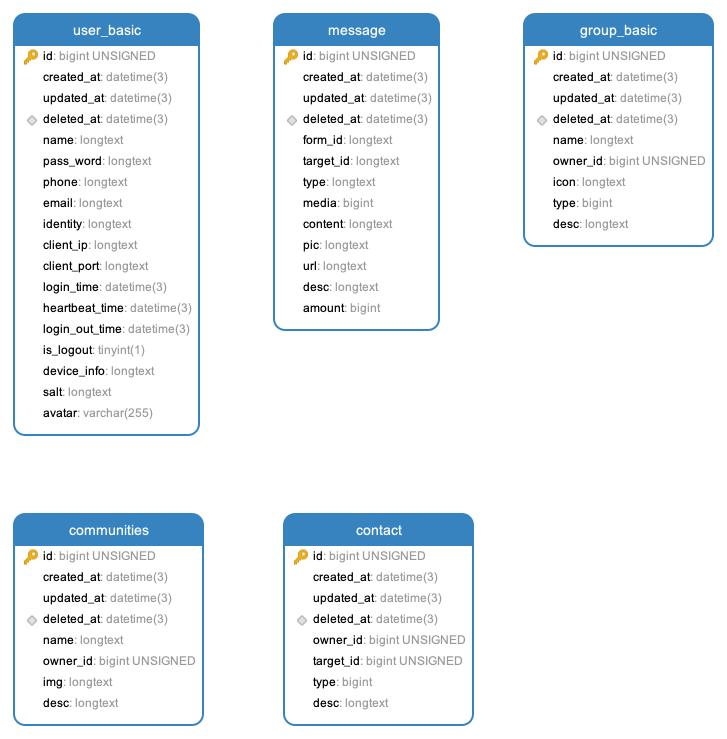 user_basic
id: bigint UNSIGNED
created_at: datetime(3)
updated_at: datetime(3)
deleted_at: datetime(3)
name: longtext
pass_word: longtext
phone: longtext
email: longtext
identity: longtext
client_ip: longtext
client_port: longtext
login_time: datetime(3)
heartbeat_time: datetime(3)
login_out_time: datetime(3)
is_logout: tinyint(1)
device_info: longtext
salt: longtext
avatar: varchar(255)
message
id: bigint UNSIGNED
created_at: datetime(3)
updated_at: datetime(3)
deleted_at: datetime(3)
form_id: longtext
target_id: longtext
type: longtext
media: bigint
content: longtext
pic: longtext
url: longtext
desc: longtext
amount: bigint
group_basic
id: bigint UNSIGNED
created_at: datetime(3)
updated_at: datetime(3)
deleted_at: datetime(3)
name: longtext
owner_id: bigint UNSIGNED
icon: longtext
type: bigint
desc: longtext
communities
id: bigint UNSIGNED
created_at: datetime(3)
updated_at: datetime(3)
deleted_at: datetime(3)
name: longtext
owner_id: bigint UNSIGNED
img: longtext
desc: longtext
contact
id: bigint UNSIGNED
created_at: datetime(3)
updated_at: datetime(3)
deleted_at: datetime(3)
owner_id: bigint UNSIGNED
target_id: bigint UNSIGNED
type: bigint
desc: longtext